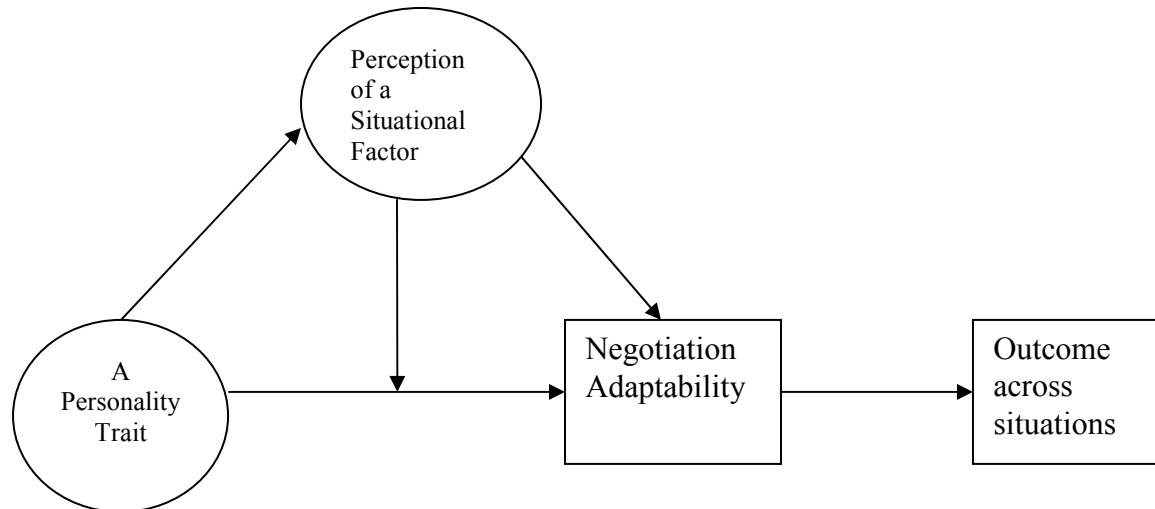 Perception
of a
Situational
Factor
A
Personality
Trait
Negotiation
Adaptability
Outcome
across
situations